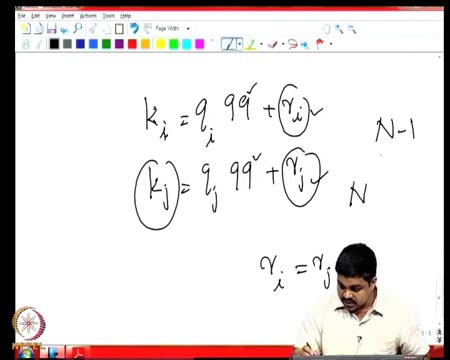 File Edit View Insert Actions Tools Help
Page Width
k_i = q_i 99 + r_i
N-1
k_j = q_j 99 + r_j
N
r_i = r_j